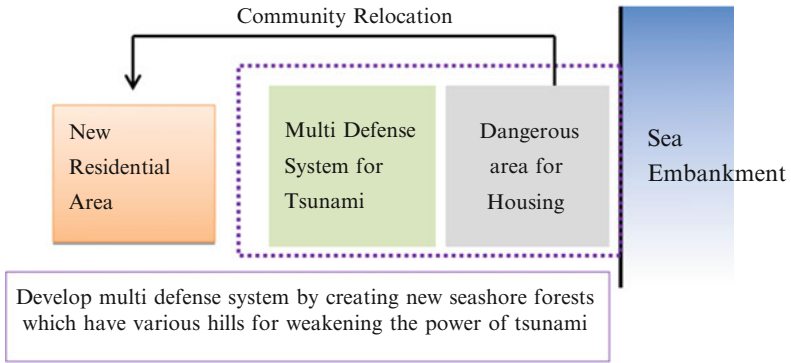 Community Relocation
New
Residential
Area
Multi Defense
System for
Tsunami
Dangerous
area for
Housing
Sea
Embankment
Develop multi defense system by creating new seashore forests
which have various hills for weakening the power of tsunami